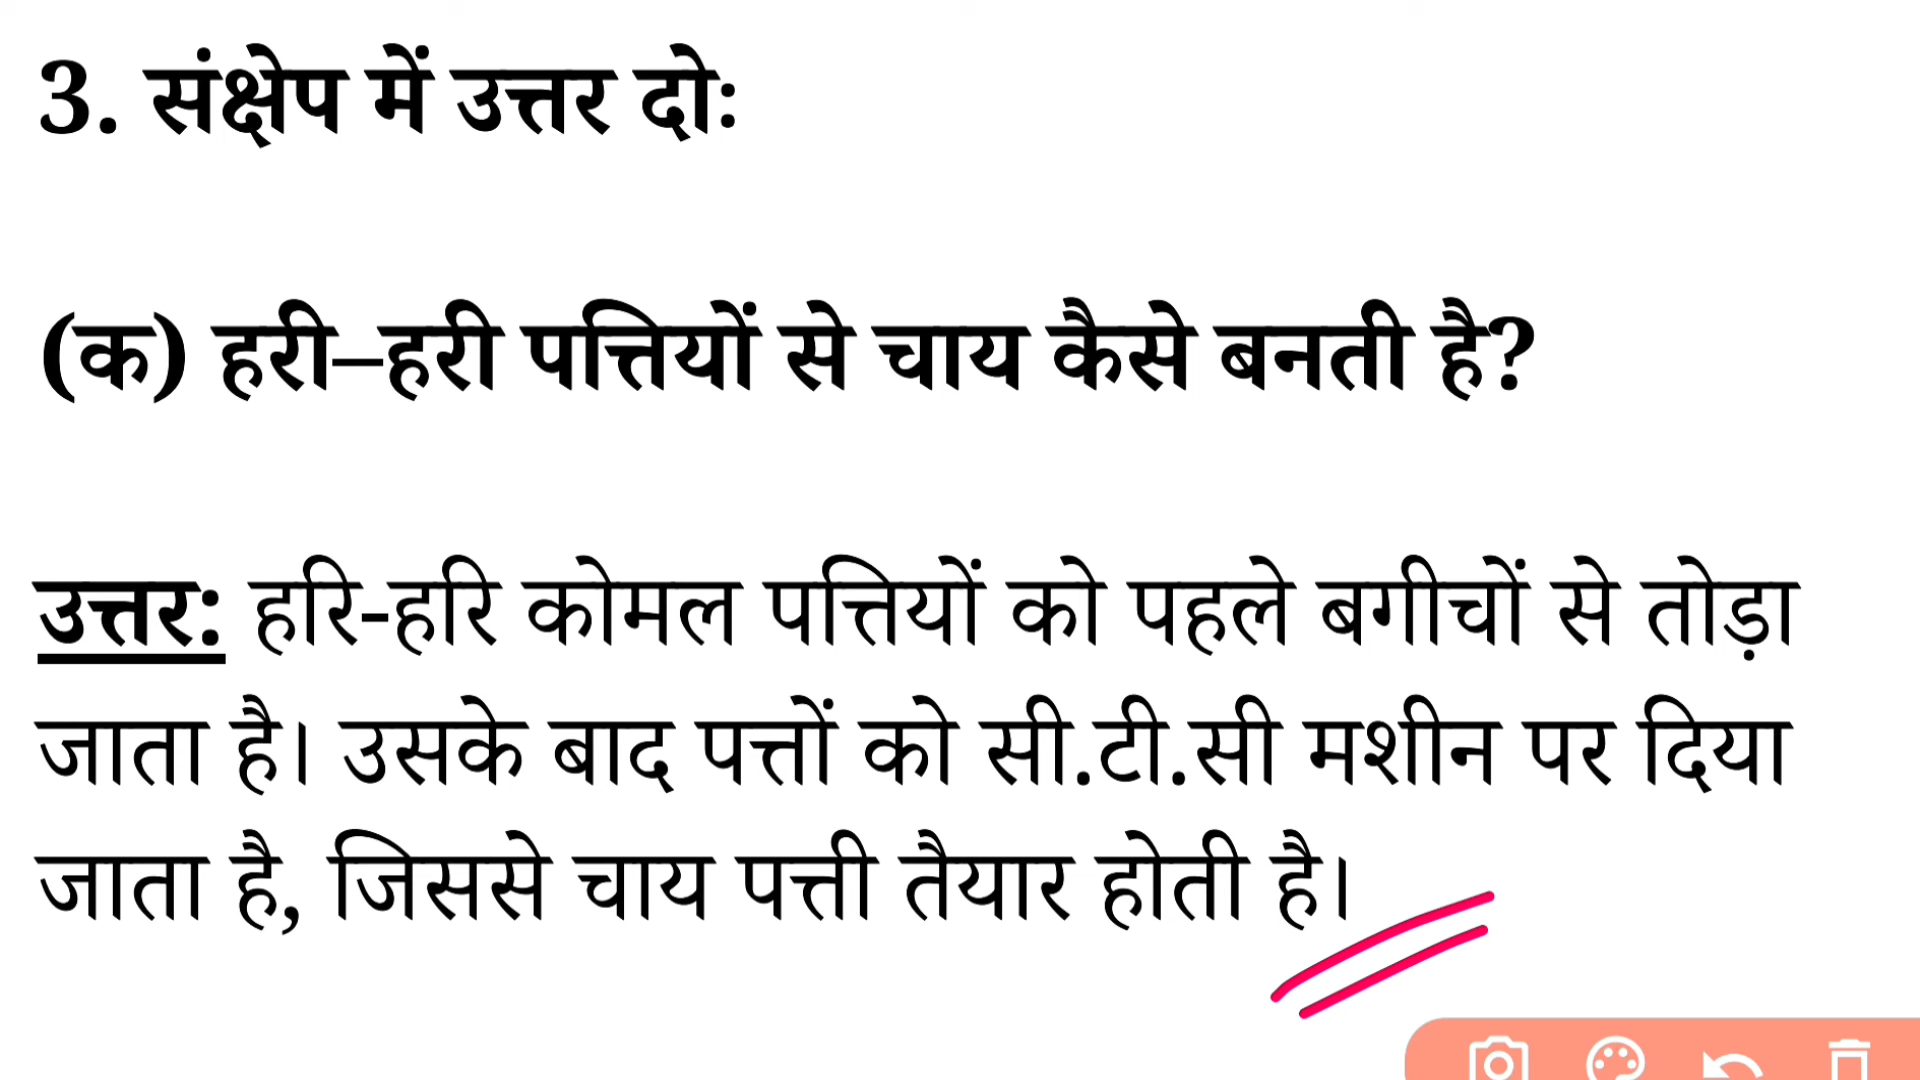 3. संक्षेप में उत्तर दोः
(क) हरी–हरी पत्तियों से चाय कैसे बनती है?
उत्तर: हरि-हरि कोमल पत्तियों को पहले बगीचों से तोड़ा
जाता है। उसके बाद पत्तों को सी.टी.सी मशीन पर दिया
जाता है, जिससे चाय पत्ती तैयार होती है।